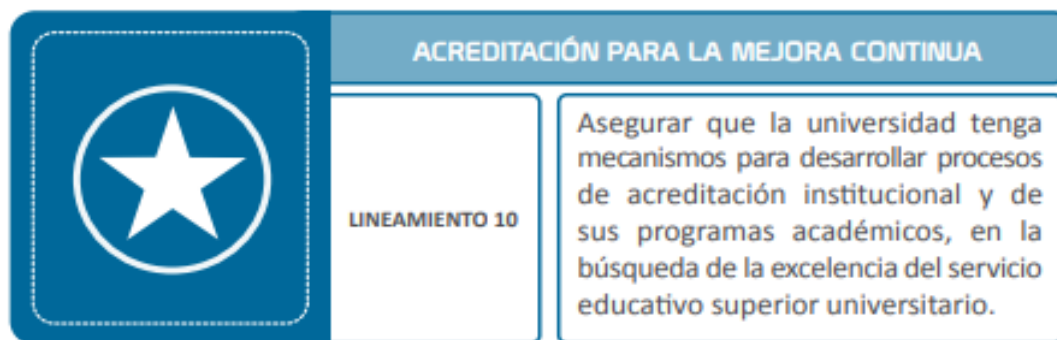 ACREDITACIÓN PARA LA MEJORA CONTINUA
LINEAMIENTO 10
Asegurar que la universidad tenga
mecanismos para desarrollar procesos
de acreditación institucional y de
sus programas académicos, en la
búsqueda de la excelencia del servicio
educativo superior universitario.